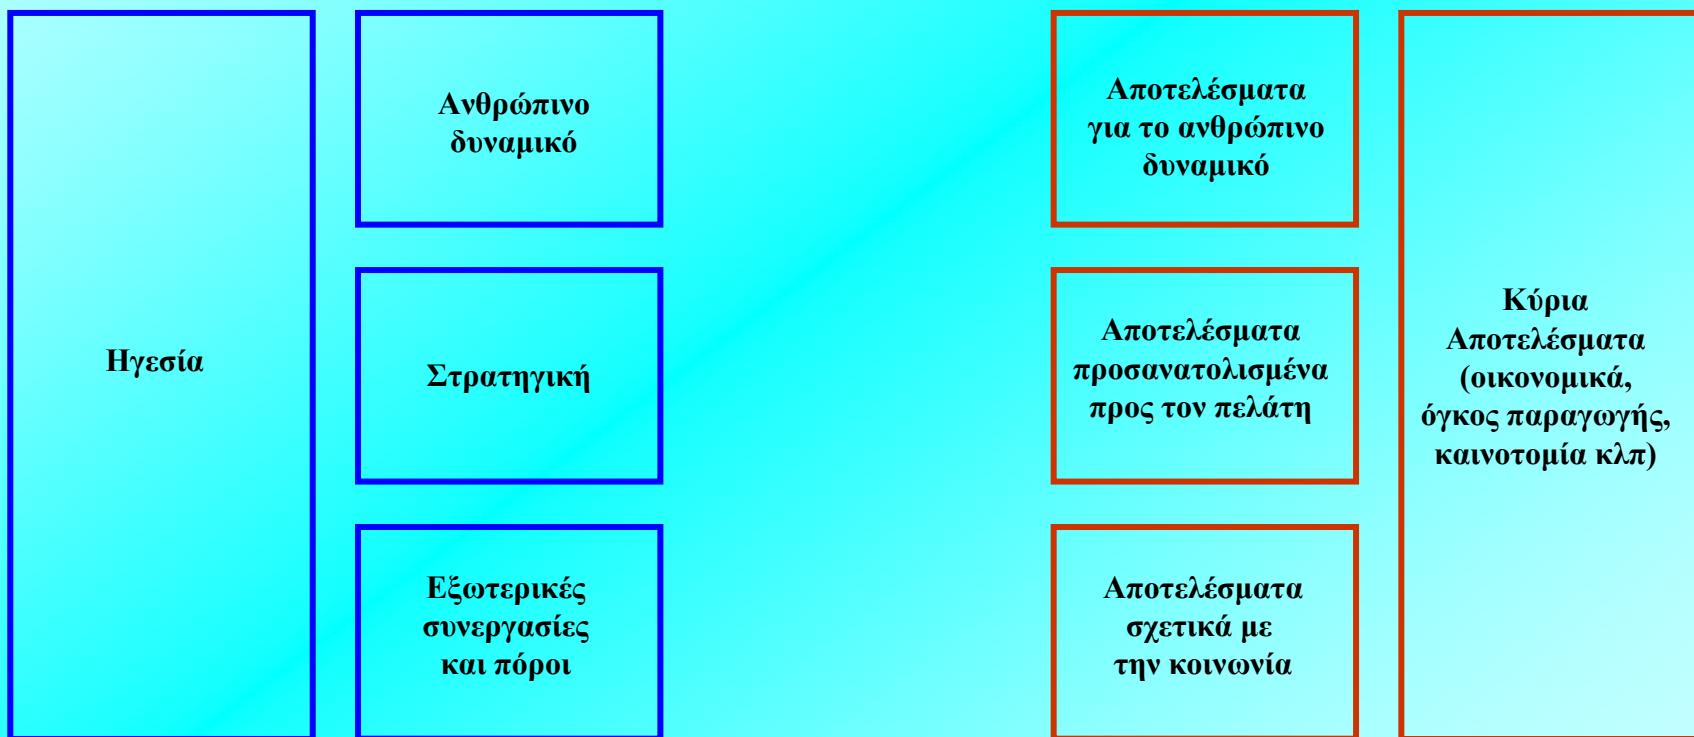 Ηγεσία
Ανθρώπινο
δυναμικό
Στρατηγική
Εξωτερικές
συνεργασίες
και πόροι
Αποτελέσματα
για το ανθρώπινο
δυναμικό
Αποτελέσματα
προσανατολισμένα
προς τον πελάτη
Αποτελέσματα
σχετικά με
την κοινωνία
Κύρια
Αποτελέσματα
(οικονομικά,
όγκος παραγωγής,
καινοτομία κλπ)